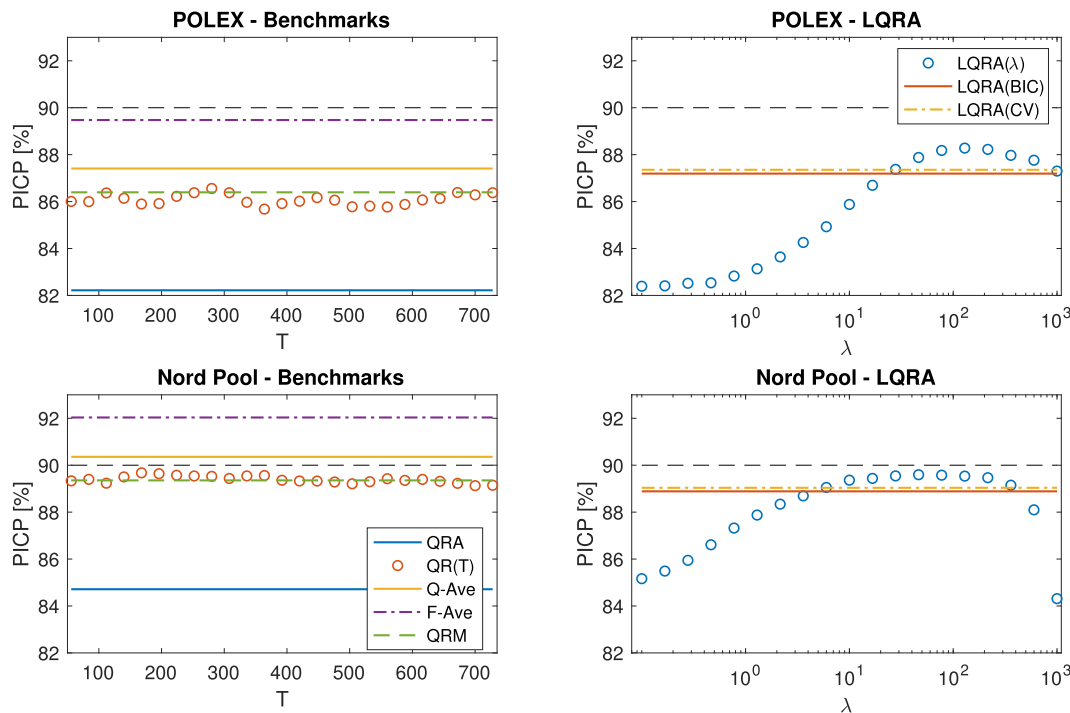 POLEX - Benchmarks
PICP [%]
92
90
88
86
84
82
100 200 300 400 500 600 700
T
POLEX - LQRA
PICP [%]
92
90
88
86
84
82
LQRA(λ)
LQRA(BIC)
LQRA(CV)
10^0 10^1 10^2 10^3
λ
Nord Pool - Benchmarks
PICP [%]
92
90
88
86
84
82
QRA
QR(T)
Q-Ave
F-Ave
QRM
100 200 300 400 500 600 700
T
Nord Pool - LQRA
PICP [%]
92
90
88
86
84
82
10^0 10^1 10^2 10^3
λ